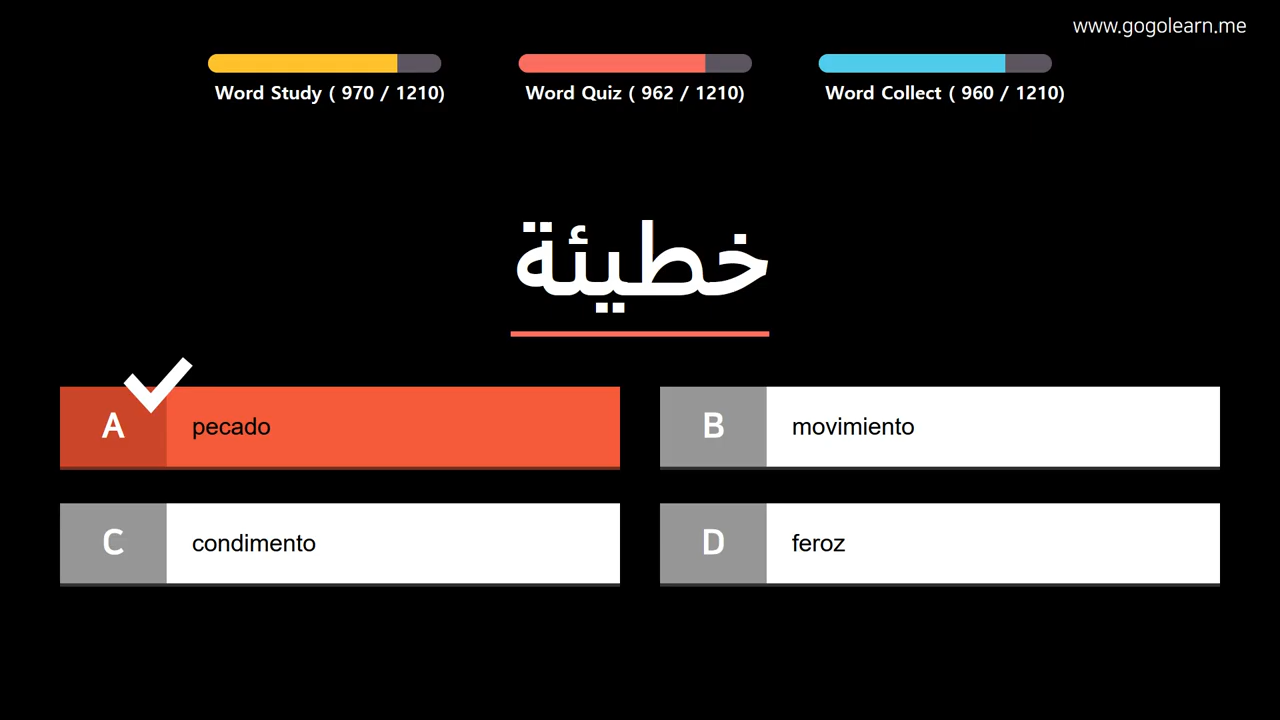 www.gogolearn.me
Word Study ( 970 / 1210)
Word Quiz ( 962 / 1210)
Word Collect ( 960 / 1210)
خطيئة
A pecado
B movimiento
C condimento
D feroz